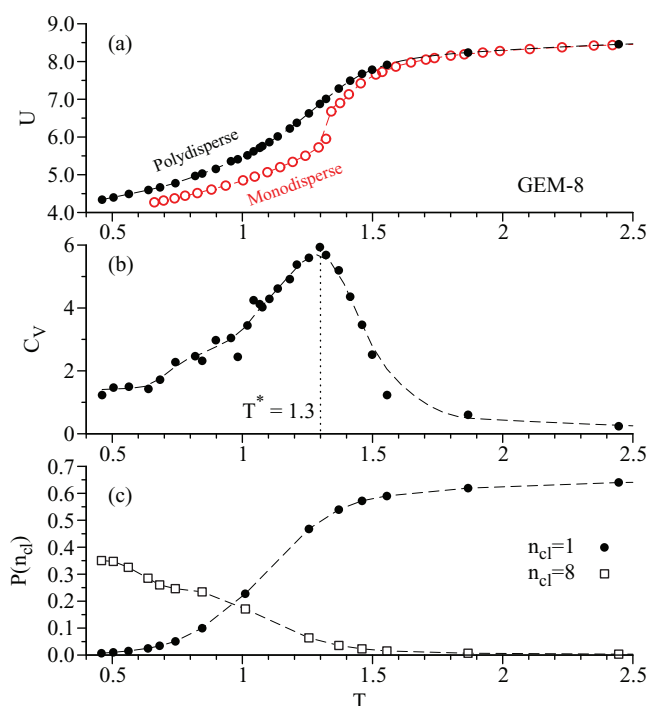 (a)
9.0
8.0
7.0
6.0
5.0
4.0
U
Polydisperse
Monodisperse
GEM-8
0.5 1 1.5 2 2.5
(b)
6
4
2
0
C_V
T* = 1.3
0.5 1 1.5 2 2.5
(c)
0.7
0.6
0.5
0.4
0.3
0.2
0.1
0.0
P(n_cl)
n_cl=1
n_cl=8
0.5 1 1.5 2 2.5
T